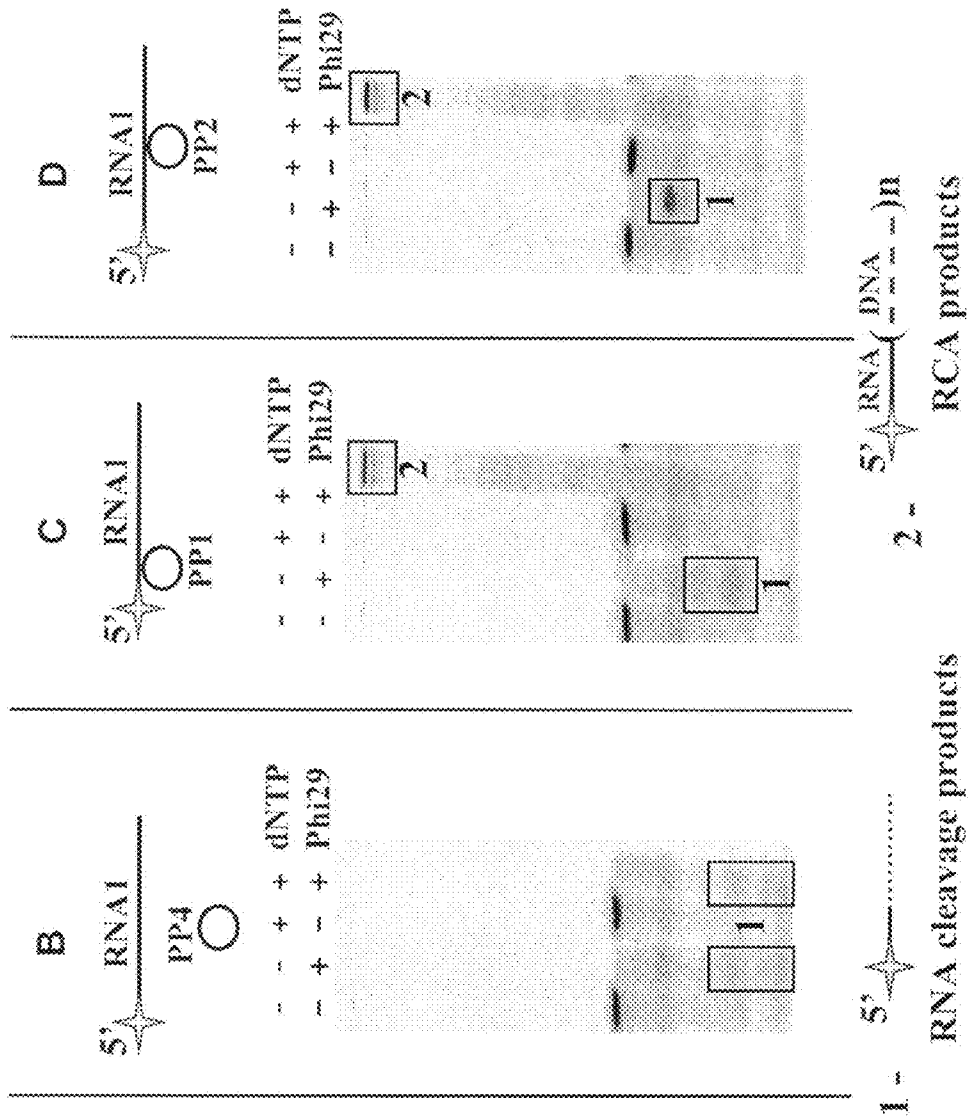 B
5' RNA1
PP4
- - + + dNTP
- + - + Phi29
1
C
5' RNA1
PP1
- - + + dNTP
- + - + Phi29
2
1
D
5' RNA1
PP2
- - + + dNTP
- + - + Phi29
2
1
1 - 5'
RNA cleavage products
2 - 5' RNA ( DNA )n
RCA products